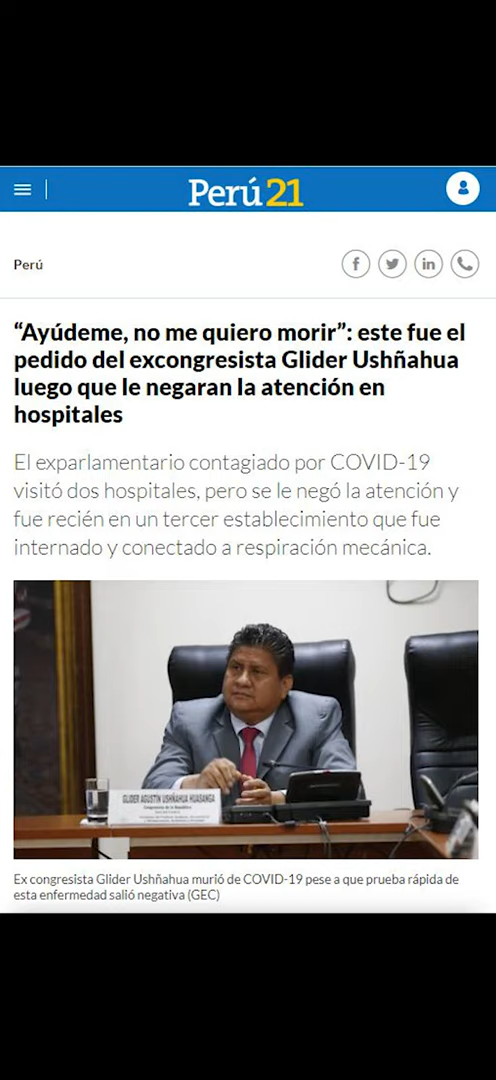 Perú21
Perú
“Ayúdeme, no me quiero morir”: este fue el
pedido del excongresista Glider Ushñahua
luego que le negaran la atención en
hospitales
El exparlamentario contagiado por COVID-19
visitó dos hospitales, pero se le negó la atención y
fue recién en un tercer establecimiento que fue
internado y conectado a respiración mecánica.
GLIDER AGUSTÍN USHÑAHUA HUASANGA
Congresista de la República
Ex congresista Glider Ushñahua murió de COVID-19 pese a que prueba rápida de
esta enfermedad salió negativa (GEC)